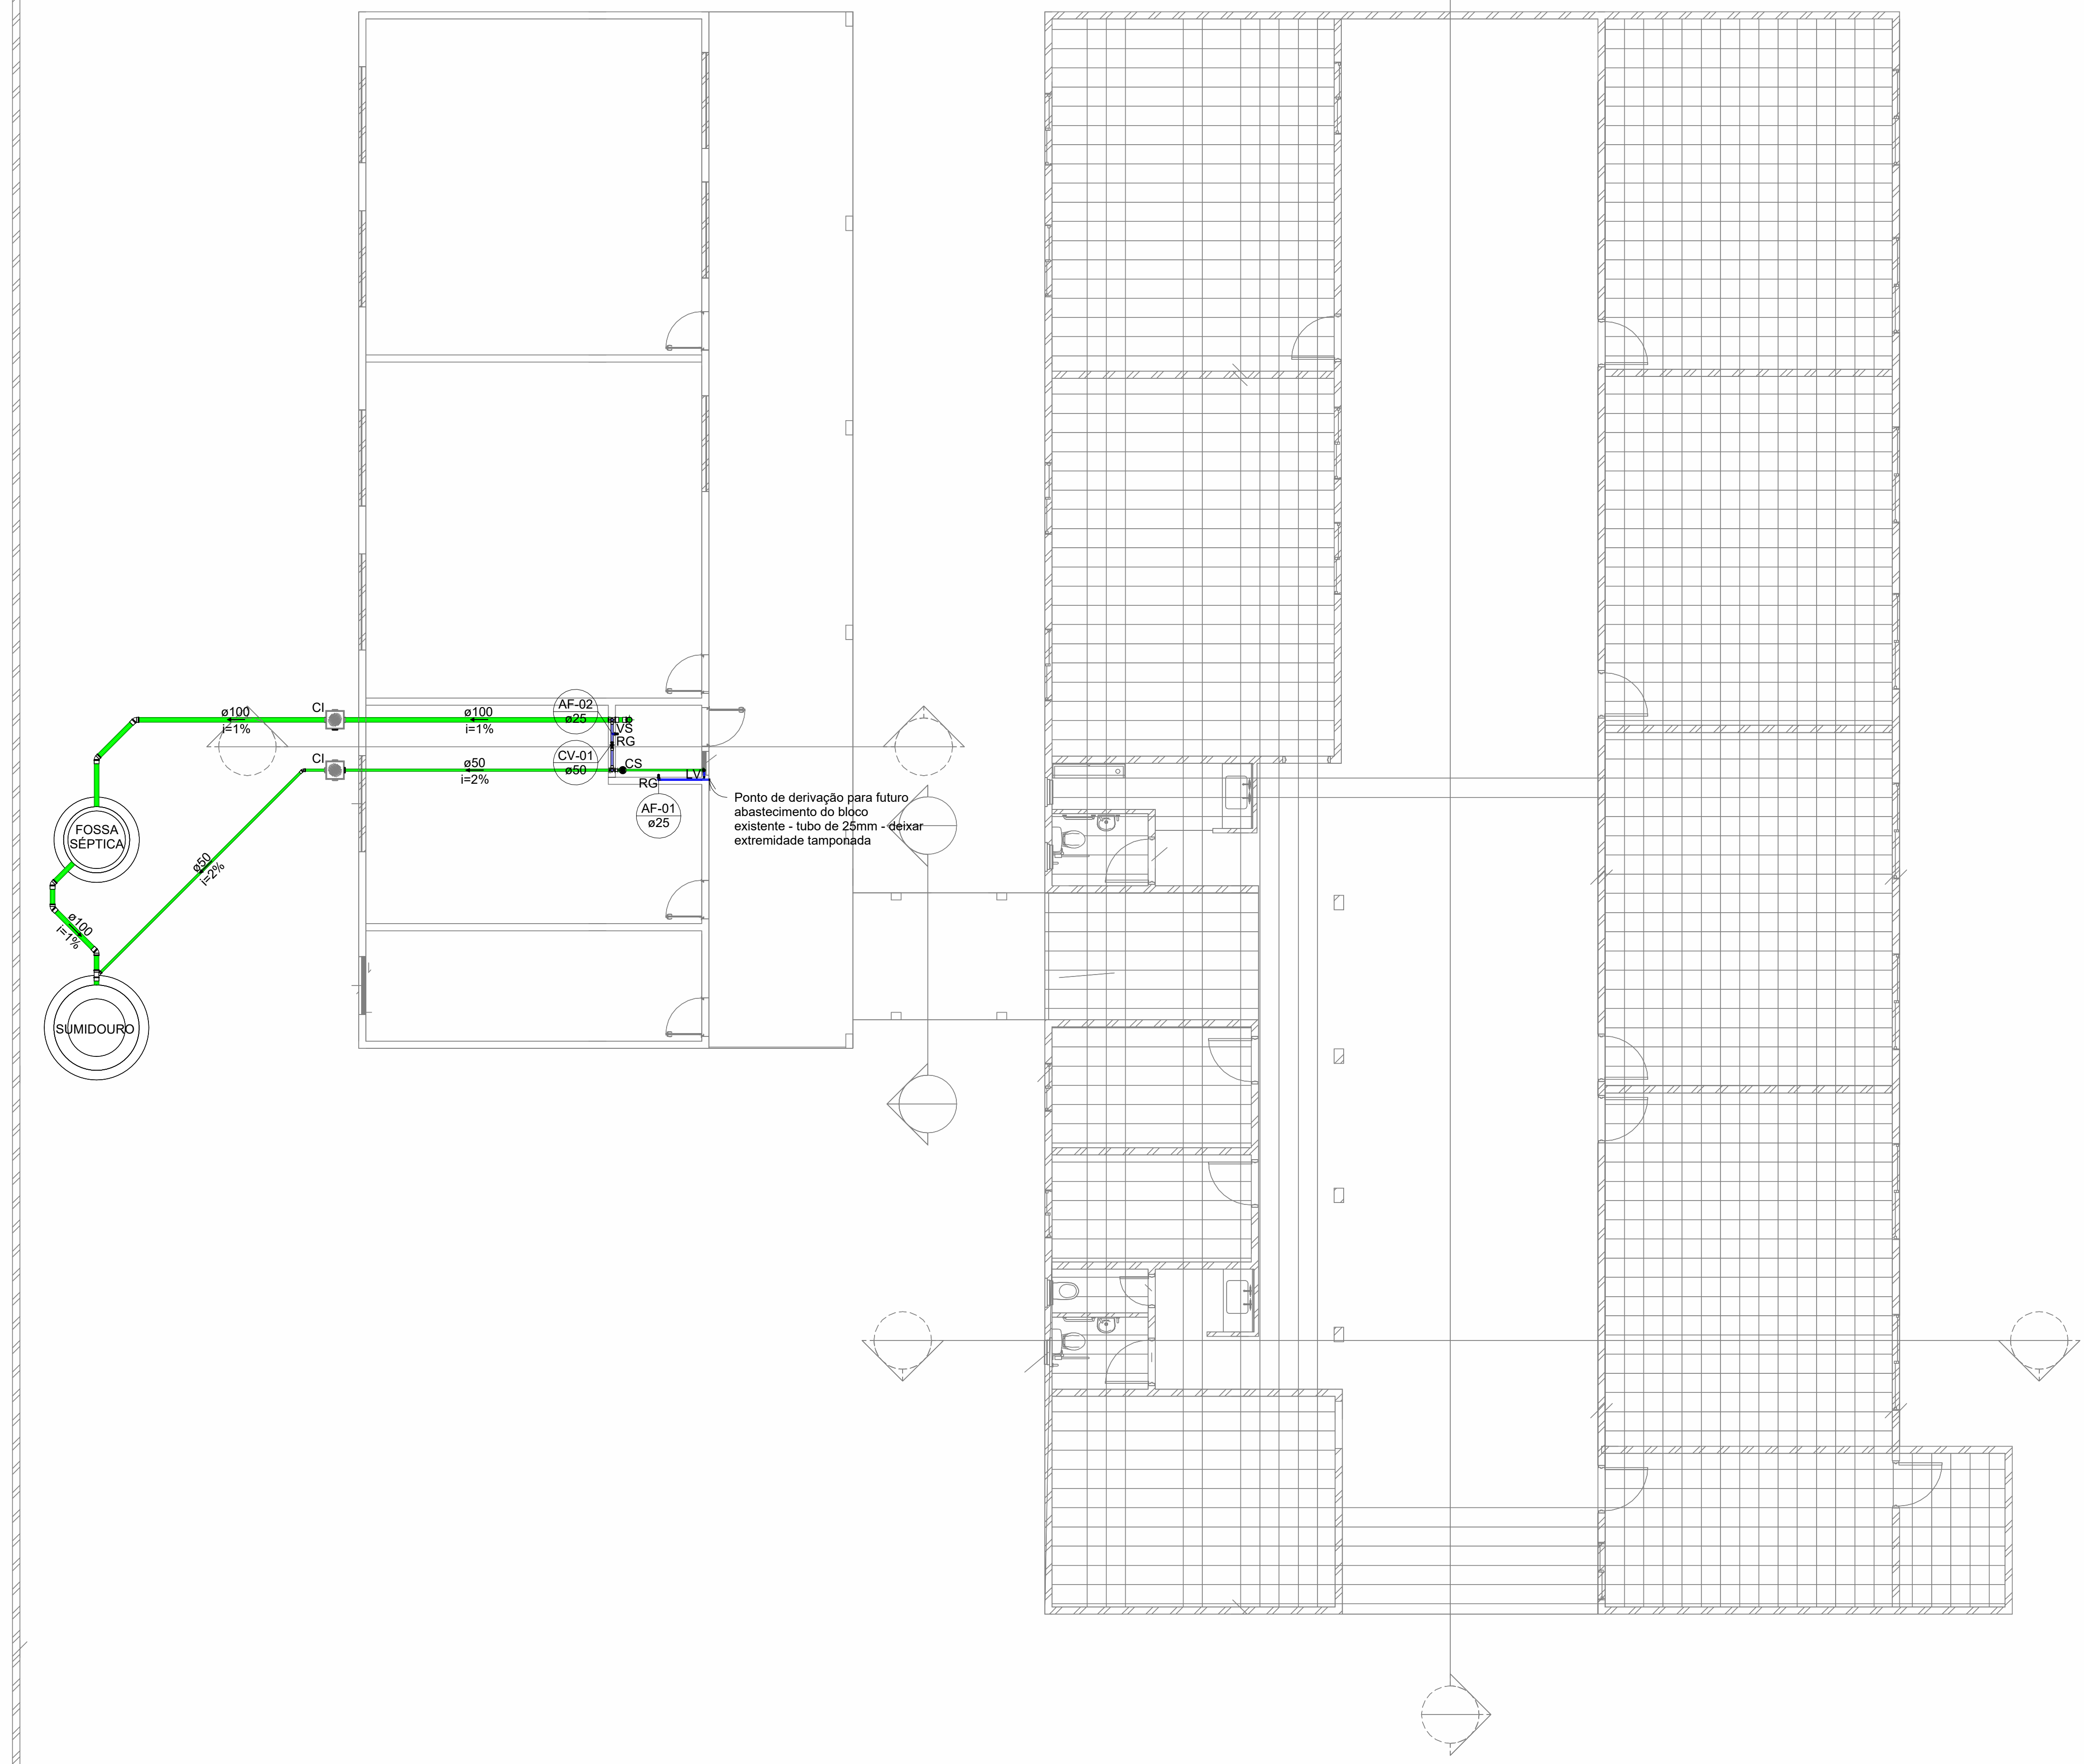 AF-02
ø25
ø100
i=1%
CI
ø100
i=1%
VS
RG
CV-01
ø50
CI
ø50
i=2%
CS
LV
RG
AF-01
ø25
Ponto de derivação para futuro
abastecimento do bloco
existente - tubo de 25mm - deixar
extremidade tamponada
FOSSA
SÉPTICA
ø50
i=2%
ø100
i=1%
SUMIDOURO